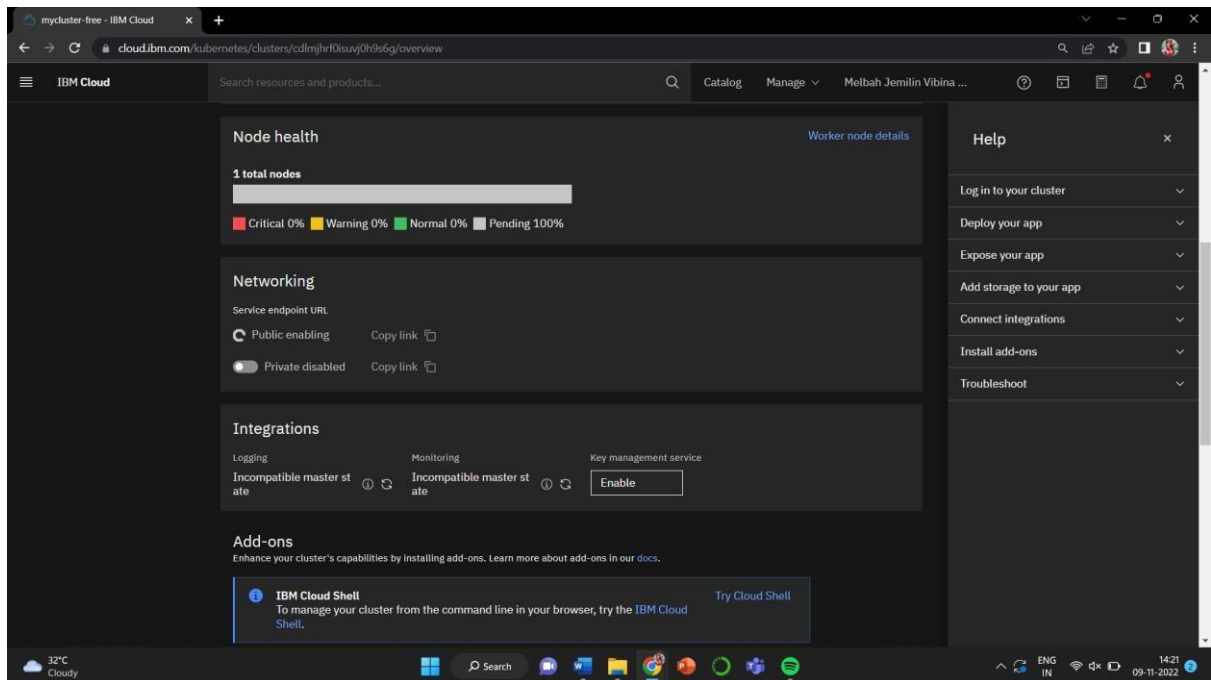 mycluster-free - IBM Cloud
cloud.ibm.com/kubernetes/clusters/cdlmjhrf0isuvj0h9s6g/overview
IBM Cloud
Search resources and products...
Catalog
Manage
Melbah Jemilin Vibina ...
Node health
Worker node details
1 total nodes
Critical 0% Warning 0% Normal 0% Pending 100%
Networking
Service endpoint URL
Public enabling Copy link
Private disabled Copy link
Integrations
Logging
Incompatible master st
ate
Monitoring
Incompatible master st
ate
Key management service
Enable
Add-ons
Enhance your cluster's capabilities by installing add-ons. Learn more about add-ons in our docs.
IBM Cloud Shell
To manage your cluster from the command line in your browser, try the IBM Cloud
Shell.
Try Cloud Shell
Help
Log in to your cluster
Deploy your app
Expose your app
Add storage to your app
Connect integrations
Install add-ons
Troubleshoot
32°C
Cloudy
Search
ENG
IN
14:21
09-11-2022
2